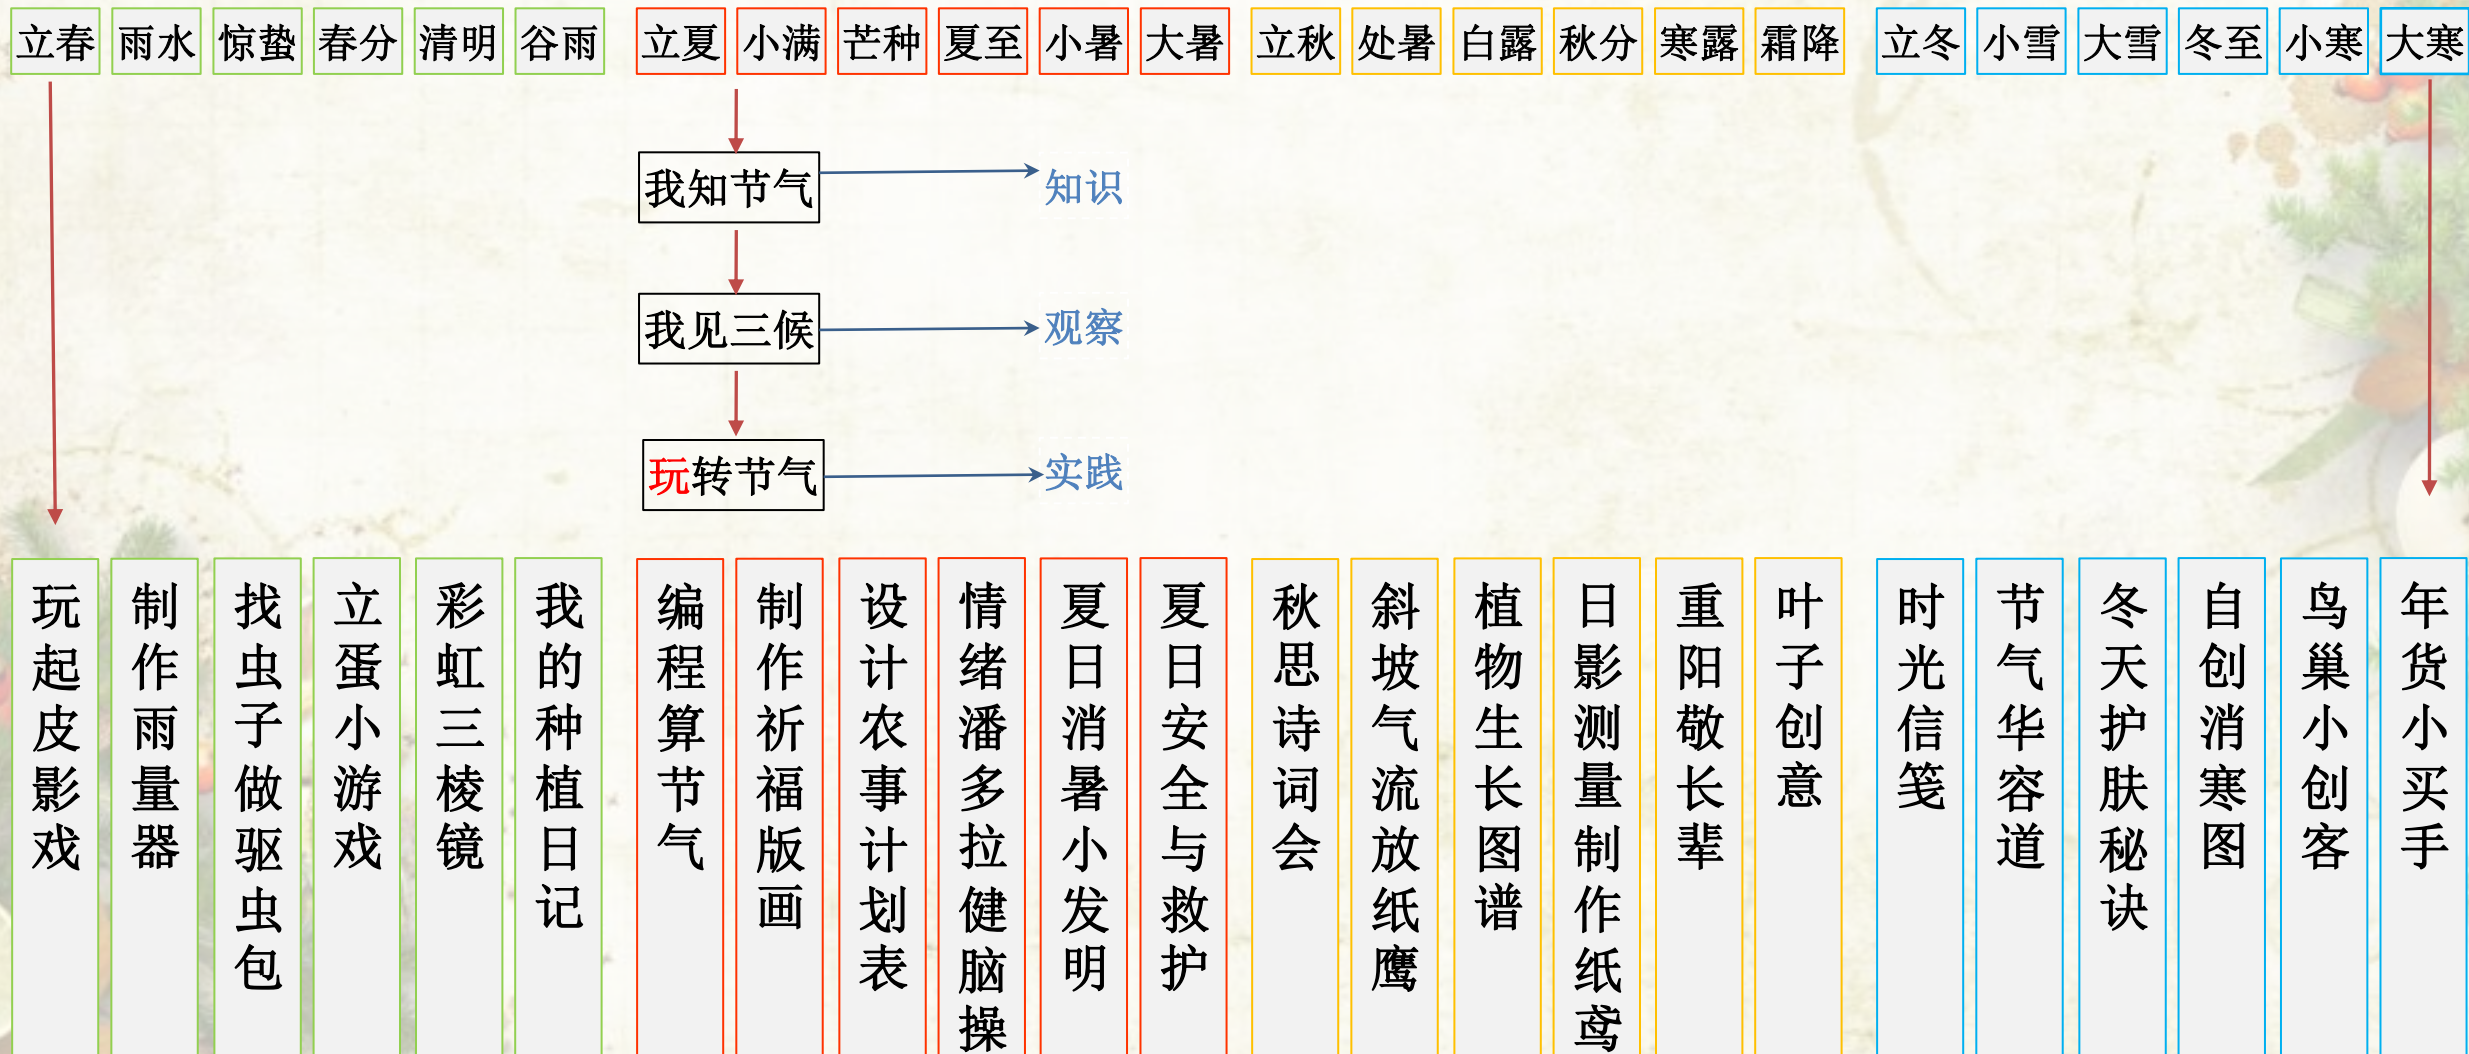 立春 雨水 惊蛰 春分 清明 谷雨 立夏 小满 芒种 夏至 小暑 大暑 立秋 处暑 白露 秋分 寒露 霜降 立冬 小雪 大雪 冬至 小寒 大寒
我知节气 知识
我见三候 观察
玩转节气 实践
玩起皮影戏
制作雨量器
找虫子做驱虫包
立蛋小游戏
彩虹三棱镜
我的种植日记
编程算节气
制作祈福版画
设计农事计划表
情绪潘多拉健脑操
夏日消暑小发明
夏日安全与救护
秋思诗词会
斜坡气流放纸鹰
植物生长图谱
日影测量制作纸鸢
重阳敬长辈
叶子创意
时光信笺
节气华容道
冬天护肤秘诀
自创消寒图
鸟巢小创客
年货小买手